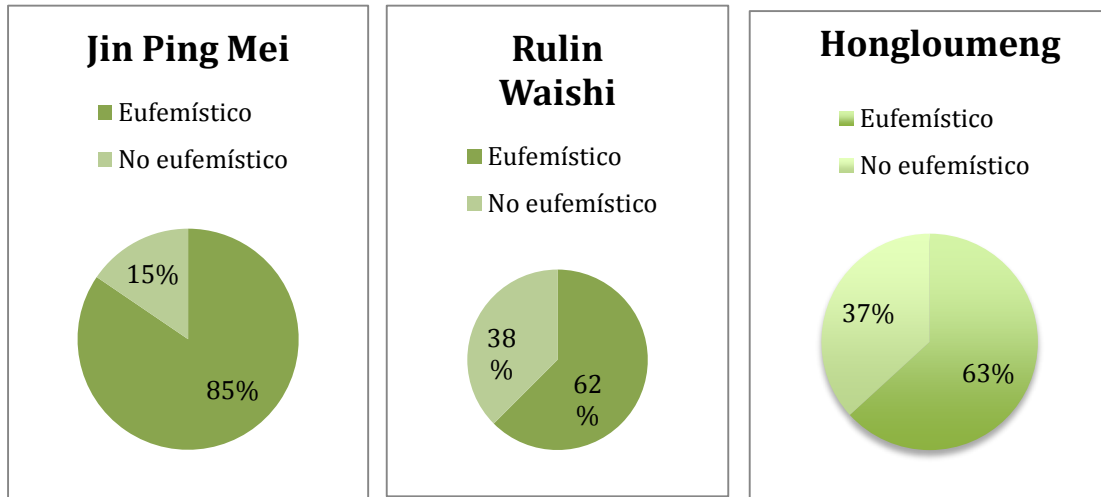 Jin Ping Mei
Eufemístico
No eufemístico
15%
85%
Rulin
Waishi
Eufemístico
No eufemístico
38
%
62
%
Hongloumeng
Eufemístico
No eufemístico
37%
63%